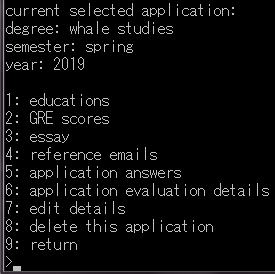 current selected application:
degree: whale studies
semester: spring
year: 2019
1: educations
2: GRE scores
3: essay
4: reference emails
5: application answers
6: application evaluation details
7: edit details
8: delete this application
9: return
>_